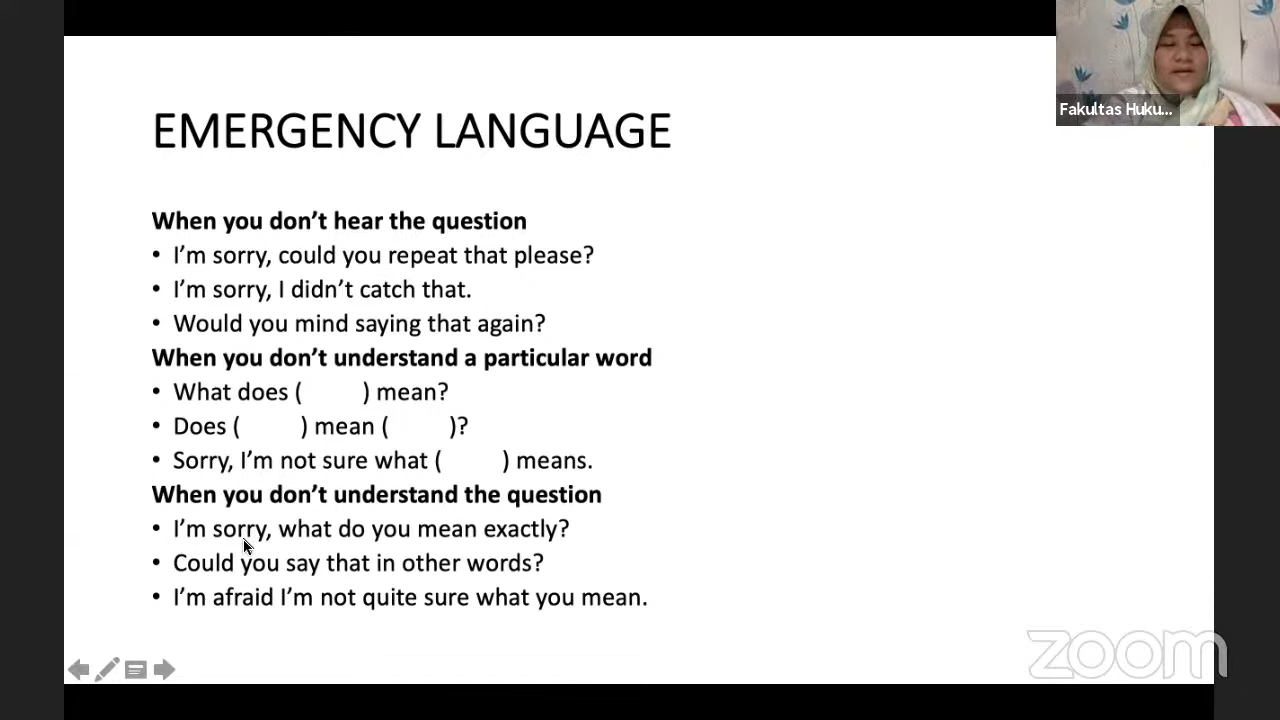 Fakultas Huku...
EMERGENCY LANGUAGE
When you don’t hear the question
• I’m sorry, could you repeat that please?
• I’m sorry, I didn’t catch that.
• Would you mind saying that again?
When you don’t understand a particular word
• What does (        ) mean?
• Does (        ) mean (        )?
• Sorry, I’m not sure what (        ) means.
When you don’t understand the question
• I’m sorry, what do you mean exactly?
• Could you say that in other words?
• I’m afraid I’m not quite sure what you mean.
zoom